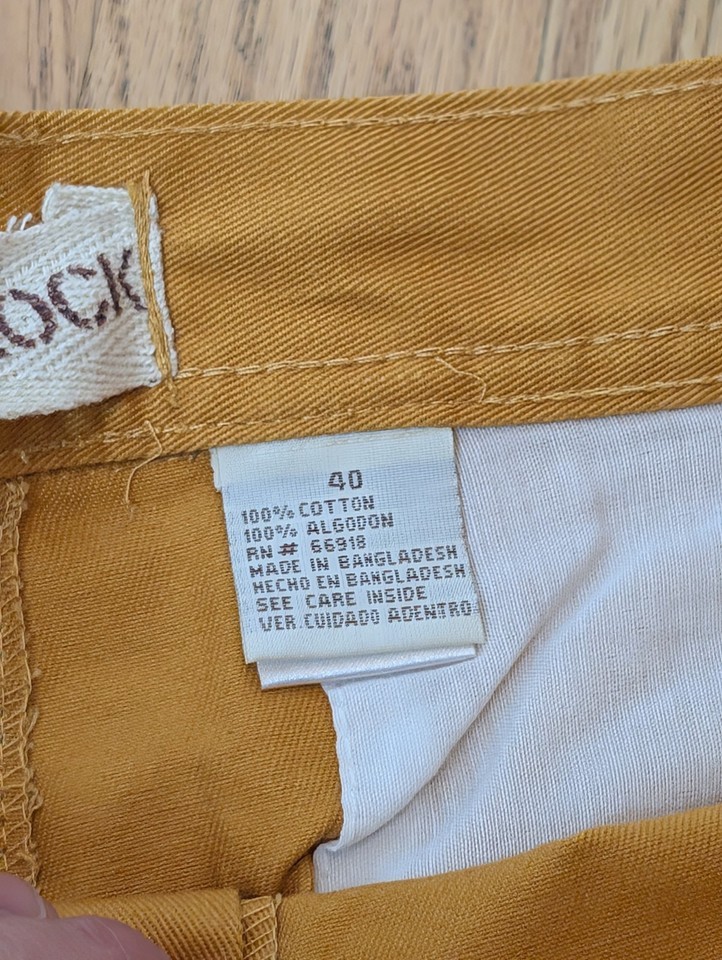 OCK
40
100% COTTON
100% ALGODON
RN # 66918
MADE IN BANGLADESH
HECHO EN BANGLADESH
SEE CARE INSIDE
VER CUIDADO ADENTRO